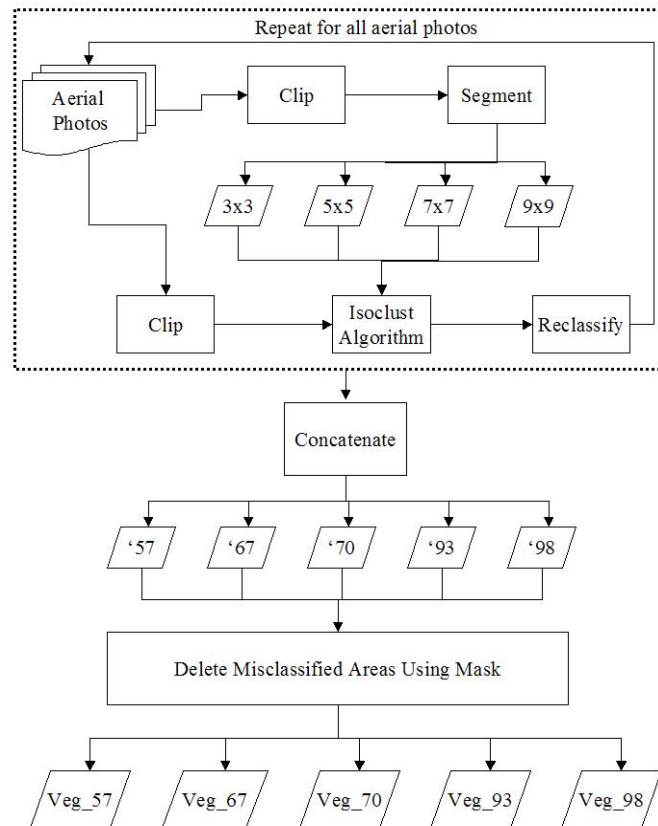 Repeat for all aerial photos
Aerial
Photos
Clip
Segment
3x3
5x5
7x7
9x9
Clip
Isoclust
Algorithm
Reclassify
Concatenate
‘57
‘67
‘70
‘93
‘98
Delete Misclassified Areas Using Mask
Veg_57
Veg_67
Veg_70
Veg_93
Veg_98